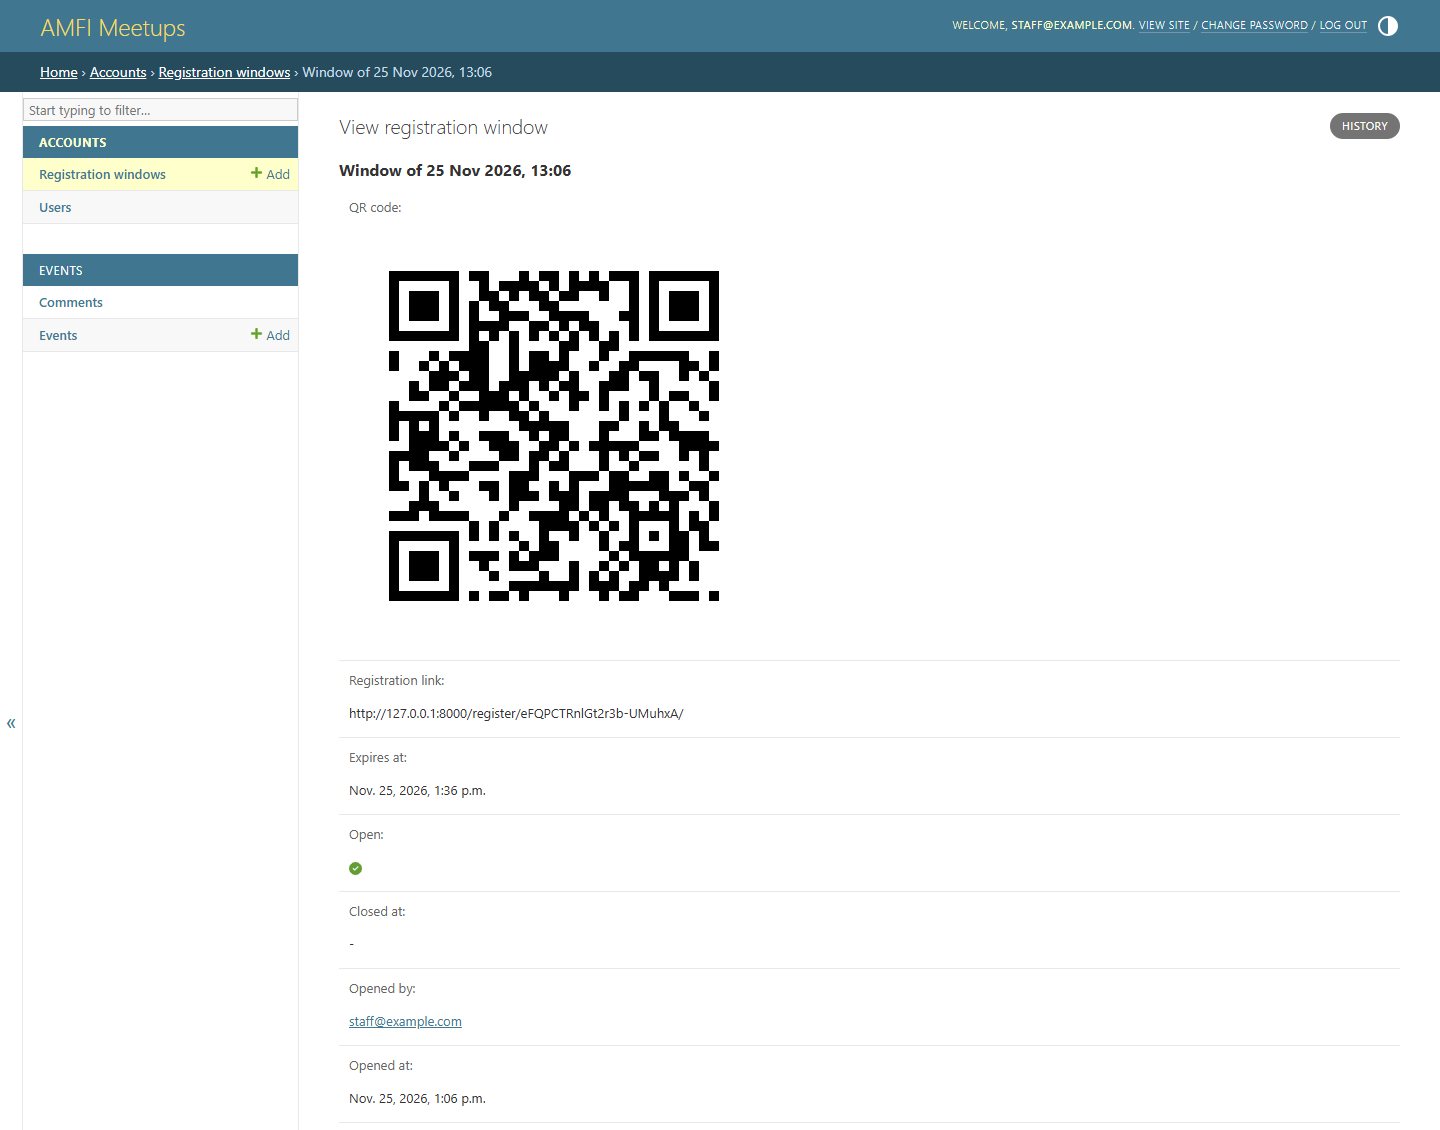 AMFI Meetups
WELCOME, STAFF@EXAMPLE.COM. VIEW SITE / CHANGE PASSWORD / LOG OUT
Home › Accounts › Registration windows › Window of 25 Nov 2026, 13:06
Start typing to filter...
ACCOUNTS
Registration windows
Add
Users
EVENTS
Comments
Events
Add
«
View registration window
HISTORY
Window of 25 Nov 2026, 13:06
QR code:
Registration link:
http://127.0.0.1:8000/register/eFQPCTRnlGt2r3b-UMuhxA/
Expires at:
Nov. 25, 2026, 1:36 p.m.
Open:
Closed at:
-
Opened by:
staff@example.com
Opened at:
Nov. 25, 2026, 1:06 p.m.